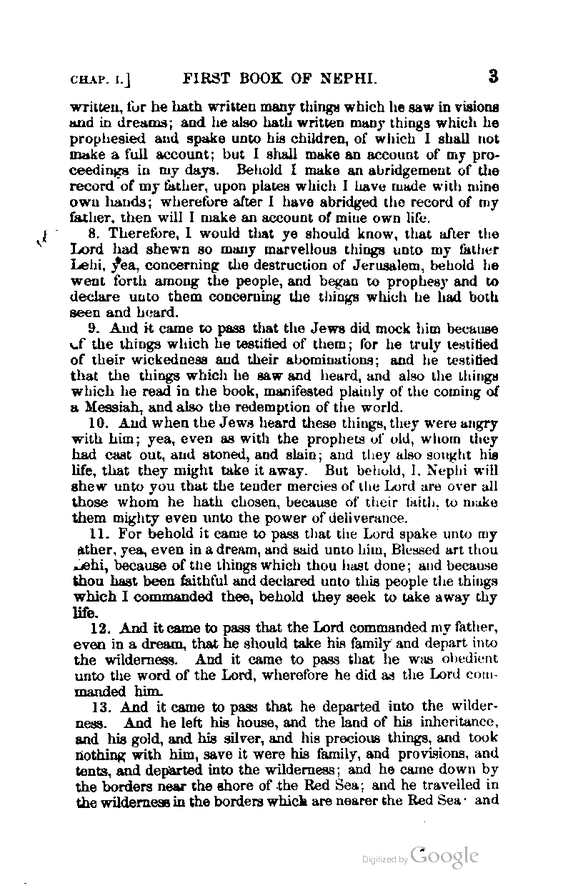 CHAP. I.] FIRST BOOK OF NEPHI. 3
written, for he hath written many things which he saw in visions
and in dreams; and he also hath written many things which he
prophesied and spake unto his children, of which I shall not
make a full account; but I shall make an account of my pro-
ceedings in my days. Behold I make an abridgement of the
record of my father, upon plates which I have made with mine
own hands; wherefore after I have abridged the record of my
father, then will I make an account of mine own life.
8. Therefore, I would that ye should know, that after the
Lord had shewn so many marvellous things unto my father
Lehi, yea, concerning the destruction of Jerusalem, behold he
went forth among the people, and began to prophesy and to
declare unto them concerning the things which he had both
seen and heard.
9. And it came to pass that the Jews did mock him because
of the things which he testified of them; for he truly testified
of their wickedness and their abominations; and he testified
that the things which he saw and heard, and also the things
which he read in the book, manifested plainly of the coming of
a Messiah, and also the redemption of the world.
10. And when the Jews heard these things, they were angry
with him; yea, even as with the prophets of old, whom they
had cast out, and stoned, and slain; and they also sought his
life, that they might take it away. But behold, I, Nephi will
shew unto you that the tender mercies of the Lord are over all
those whom he hath chosen, because of their faith, to make
them mighty even unto the power of deliverance.
11. For behold it came to pass that the Lord spake unto my
ather, yea, even in a dream, and said unto him, Blessed art thou
Lehi, because of the things which thou hast done; and because
thou hast been faithful and declared unto this people the things
which I commanded thee, behold they seek to take away thy
life.
12. And it came to pass that the Lord commanded my father,
even in a dream, that he should take his family and depart into
the wilderness. And it came to pass that he was obedient
unto the word of the Lord, wherefore he did as the Lord com-
manded him.
13. And it came to pass that he departed into the wilder-
ness. And he left his house, and the land of his inheritance,
and his gold, and his silver, and his precious things, and took
nothing with him, save it were his family, and provisions, and
tents, and departed into the wilderness; and he came down by
the borders near the shore of the Red Sea; and he travelled in
the wilderness in the borders which are nearer the Red Sea; and
Digitized by Google